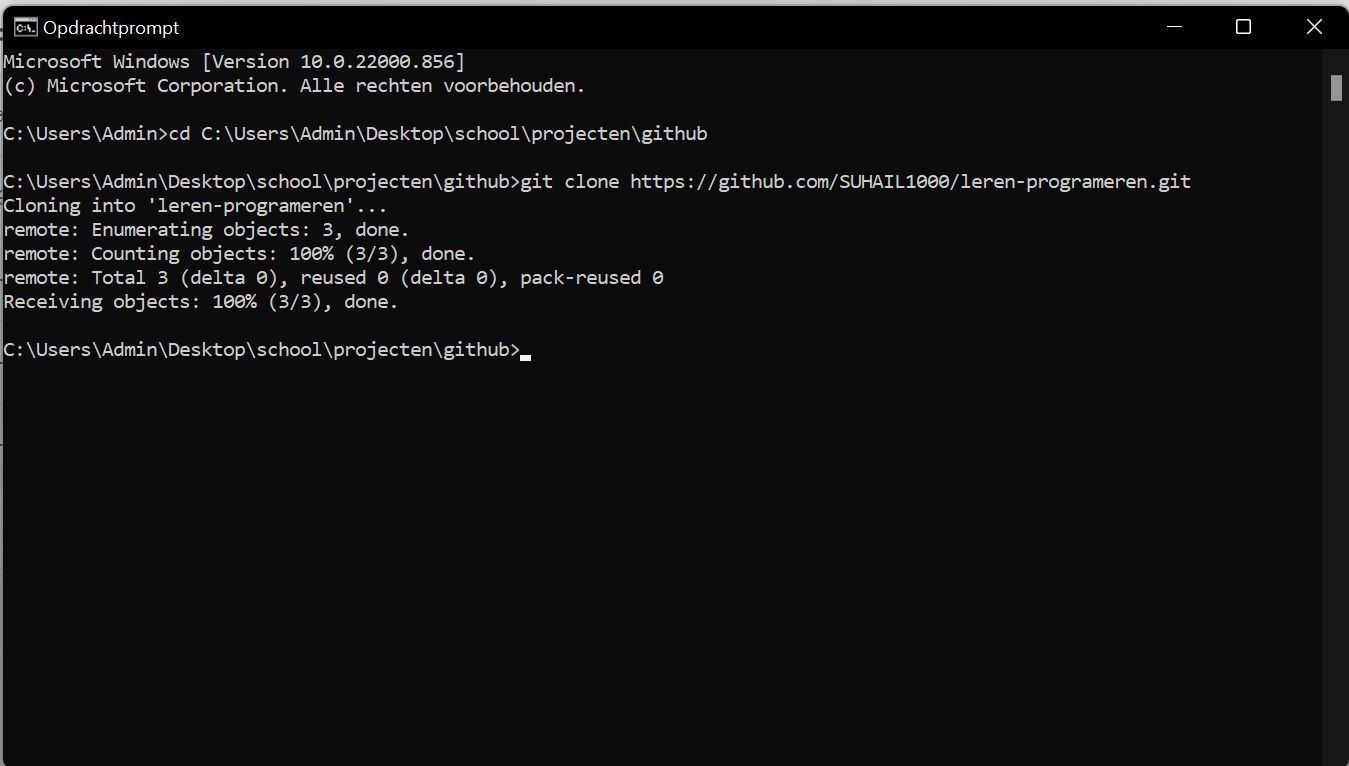 Opdrachtprompt
Microsoft Windows [Version 10.0.22000.856]
(c) Microsoft Corporation. Alle rechten voorbehouden.
C:\Users\Admin>cd C:\Users\Admin\Desktop\school\projecten\github
C:\Users\Admin\Desktop\school\projecten\github>git clone https://github.com/SUHAIL1000/leren-programeren.git
Cloning into 'leren-programeren'...
remote: Enumerating objects: 3, done.
remote: Counting objects: 100% (3/3), done.
remote: Total 3 (delta 0), reused 0 (delta 0), pack-reused 0
Receiving objects: 100% (3/3), done.
C:\Users\Admin\Desktop\school\projecten\github>